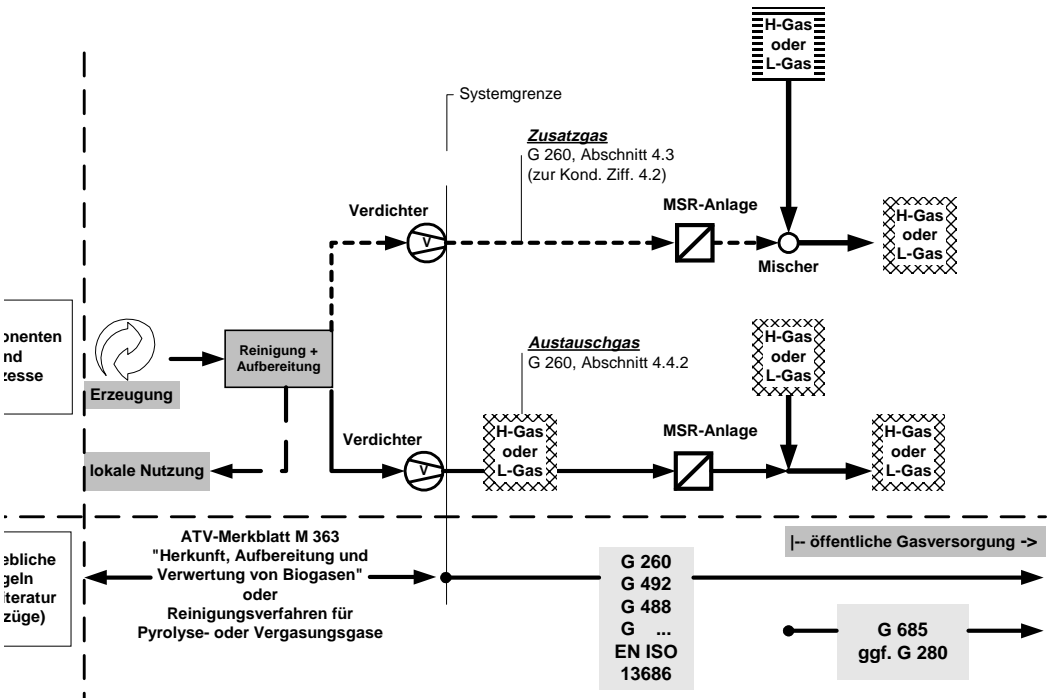 H-Gas
oder
L-Gas
Systemgrenze
Zusatzgas
G 260, Abschnitt 4.3
(zur Kond. Ziff. 4.2)
Verdichter
V
MSR-Anlage
Mischer
H-Gas
oder
L-Gas
onenten
nd
zesse
Erzeugung
Reinigung +
Aufbereitung
Austauschgas
G 260, Abschnitt 4.4.2
H-Gas
oder
L-Gas
lokale Nutzung
Verdichter
V
H-Gas
oder
L-Gas
MSR-Anlage
H-Gas
oder
L-Gas
ebliche
geln
iteratur
züge)
ATV-Merkblatt M 363
"Herkunft, Aufbereitung und
Verwertung von Biogasen"
oder
Reinigungsverfahren für
Pyrolyse- oder Vergasungsgase
|-- öffentliche Gasversorgung ->
G 260
G 492
G 488
G ...
EN ISO
13686
G 685
ggf. G 280